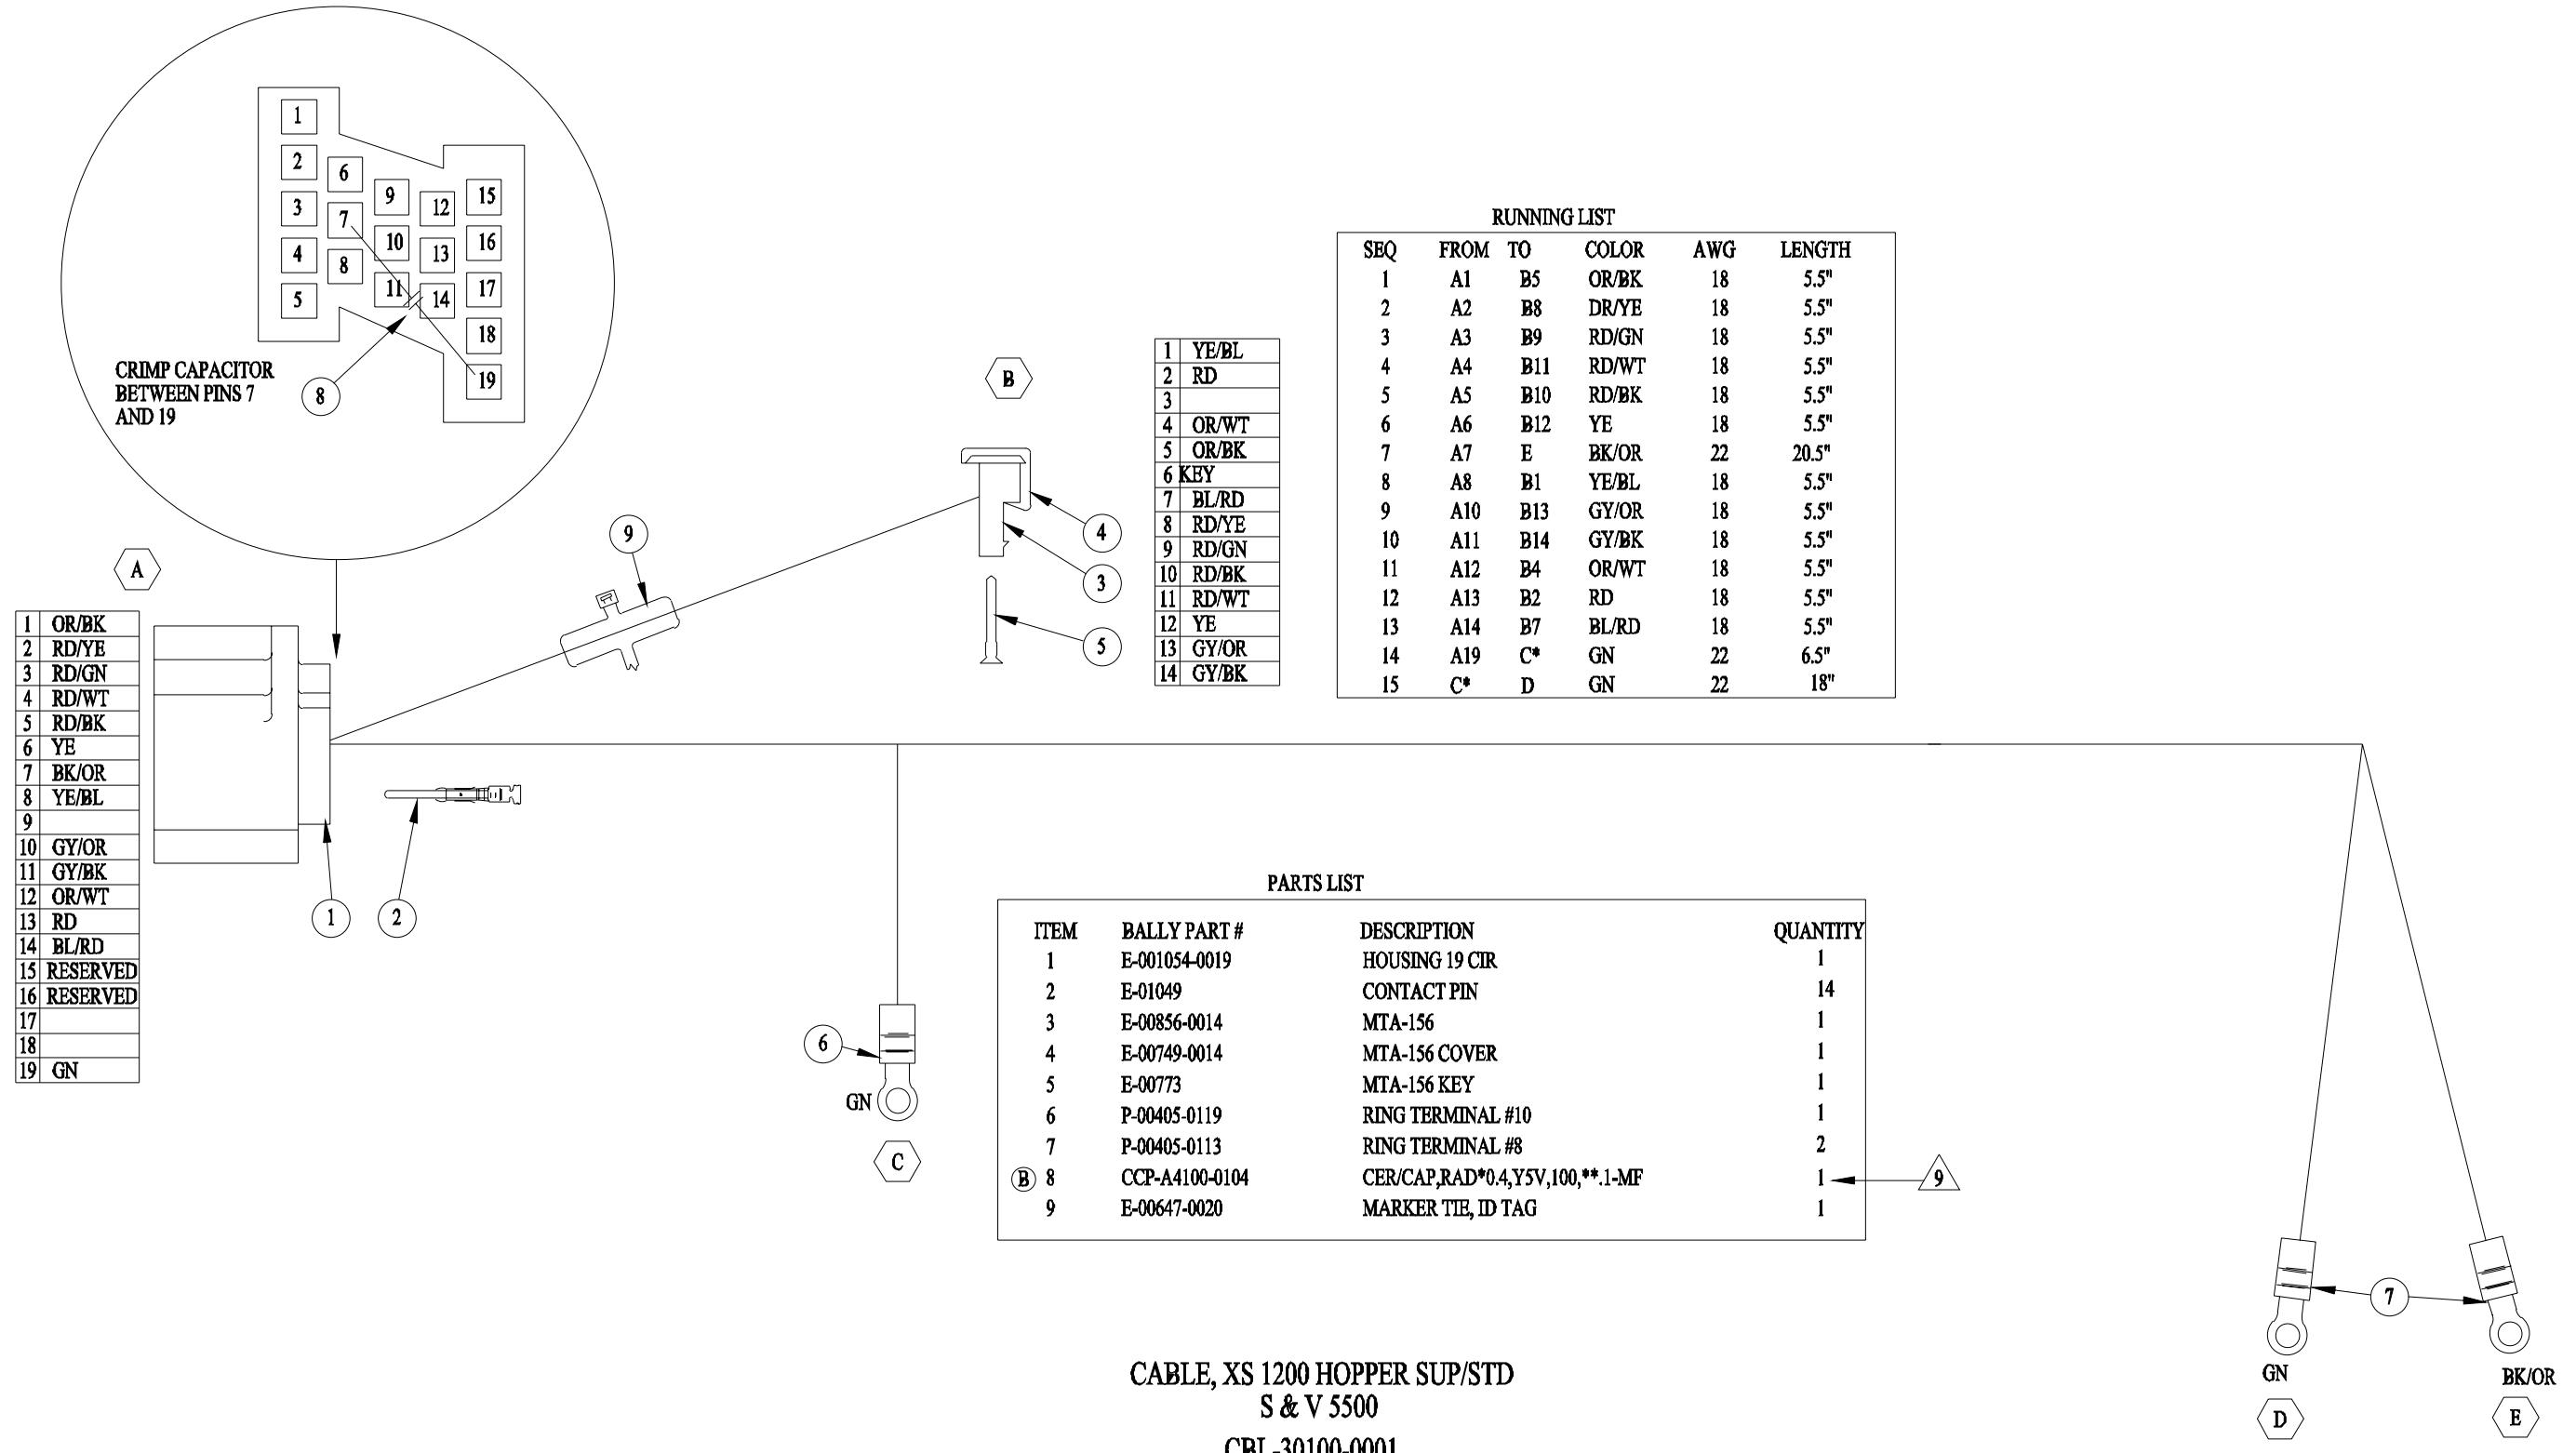 1
2
3
4
5
6
7
8
9
10
11
12
13
14
15
16
17
18
19
CRIMP CAPACITOR
BETWEEN PINS 7
AND 19
8
A
1 OR/BK
2 RD/YE
3 RD/GN
4 RD/WT
5 RD/BK
6 YE
7 BK/OR
8 YE/BL
9
10 GY/OR
11 GY/BK
12 OR/WT
13 RD
14 BL/RD
15 RESERVED
16 RESERVED
17
18
19 GN
1
2
9
B
4
3
5
1 YE/BL
2 RD
3
4 OR/WT
5 OR/BK
6 KEY
7 BL/RD
8 RD/YE
9 RD/GN
10 RD/BK
11 RD/WT
12 YE
13 GY/OR
14 GY/BK
RUNNING LIST
SEQ FROM TO COLOR AWG LENGTH
1 A1 B5 OR/BK 18 5.5"
2 A2 B8 DR/YE 18 5.5"
3 A3 B9 RD/GN 18 5.5"
4 A4 B11 RD/WT 18 5.5"
5 A5 B10 RD/BK 18 5.5"
6 A6 B12 YE 18 5.5"
7 A7 E BK/OR 22 20.5"
8 A8 B1 YE/BL 18 5.5"
9 A10 B13 GY/OR 18 5.5"
10 A11 B14 GY/BK 18 5.5"
11 A12 B4 OR/WT 18 5.5"
12 A13 B2 RD 18 5.5"
13 A14 B7 BL/RD 18 5.5"
14 A19 C* GN 22 6.5"
15 C* D GN 22 18"
6
GN
C
PARTS LIST
ITEM BALLY PART # DESCRIPTION QUANTITY
1 E-001054-0019 HOUSING 19 CIR 1
2 E-01049 CONTACT PIN 14
3 E-00856-0014 MTA-156 1
4 E-00749-0014 MTA-156 COVER 1
5 E-00773 MTA-156 KEY 1
6 P-00405-0119 RING TERMINAL #10 1
7 P-00405-0113 RING TERMINAL #8 2
B 8 CCP-A4100-0104 CER/CAP,RAD*0.4,Y5V,100,**.1-MF 1 9
9 E-00647-0020 MARKER TIE, ID TAG 1
7
GN
D
BK/OR
E
CABLE, XS 1200 HOPPER SUP/STD
S & V 5500
CBL-30100-0001